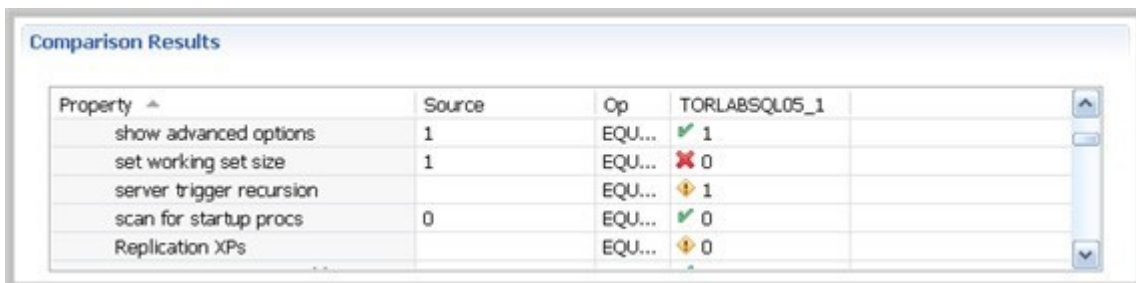 Comparison Results
Property Source Op TORLABSQL05_1
show advanced options 1 EQU... 1
set working set size 1 EQU... 0
server trigger recursion EQU... 1
scan for startup procs 0 EQU... 0
Replication XPs EQU... 0